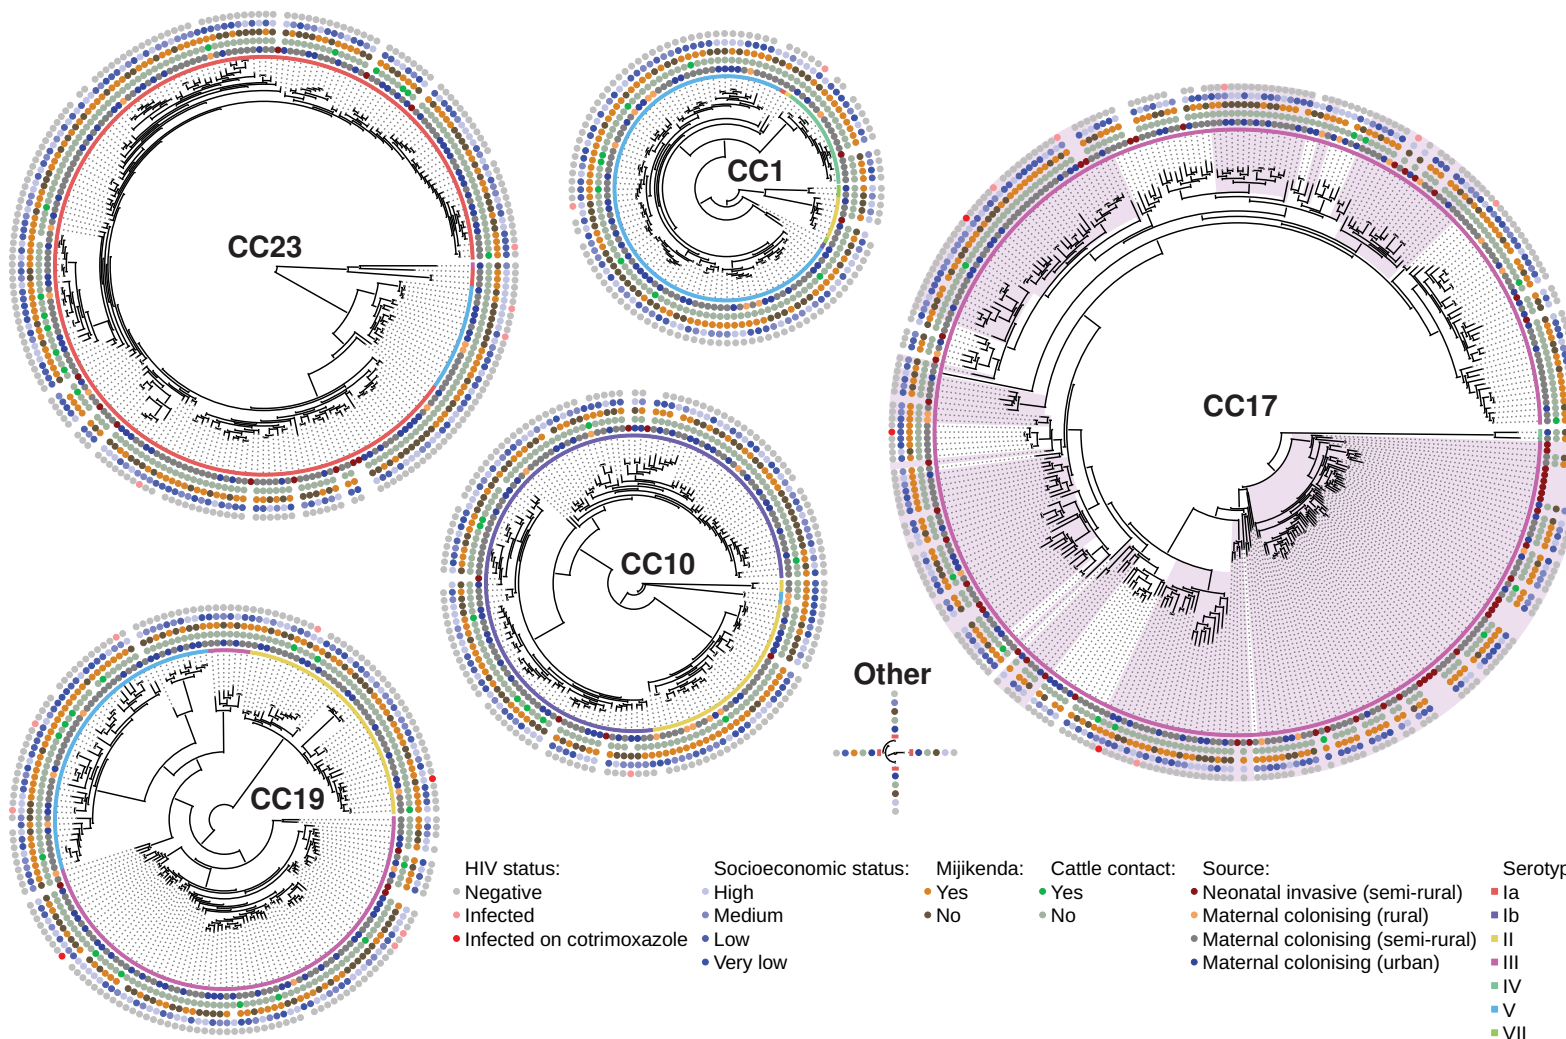 CC23
CC1
CC17
CC10
CC19
Other
HIV status:
Negative
Infected
Infected on cotrimoxazole
Socioeconomic status:
High
Medium
Low
Very low
Mijikenda:
Yes
No
Cattle contact:
Yes
No
Source:
Neonatal invasive (semi-rural)
Maternal colonising (rural)
Maternal colonising (semi-rural)
Maternal colonising (urban)
Serotyp
Ia
Ib
II
III
IV
V
VII